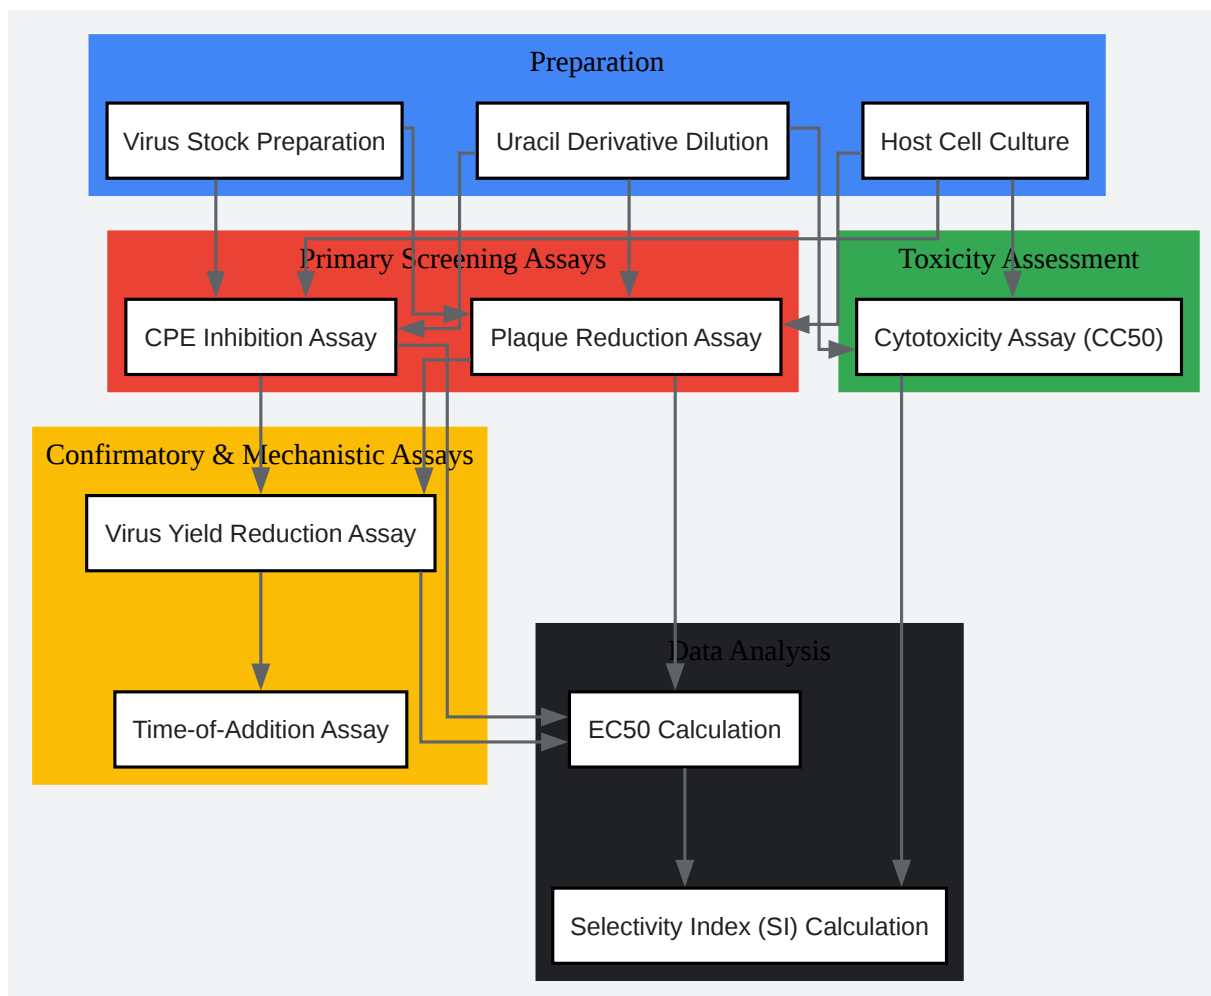 Preparation
Virus Stock Preparation
Uracil Derivative Dilution
Host Cell Culture
Primary Screening Assays
Toxicity Assessment
CPE Inhibition Assay
Plaque Reduction Assay
Cytotoxicity Assay (CC50)
Confirmatory & Mechanistic Assays
Virus Yield Reduction Assay
Data Analysis
Time-of-Addition Assay
EC50 Calculation
Selectivity Index (SI) Calculation